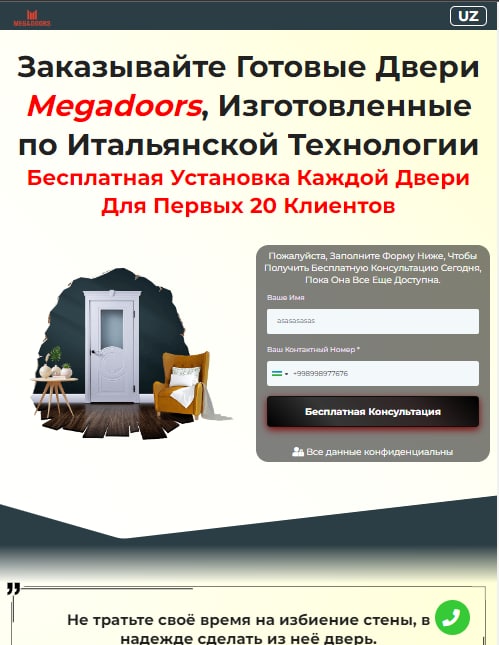 MEGADOORS
UZ
Заказывайте Готовые Двери
Megadoors, Изготовленные
по Итальянской Технологии
Бесплатная Установка Каждой Двери
Для Первых 20 Клиентов
Пожалуйста, Заполните Форму Ниже, Чтобы
Получить Бесплатную Консультацию Сегодня,
Пока Она Все Еще Доступна.
Ваше Имя
asasasasas
Ваш Контактный Номер *
+998998977676
Бесплатная Консультация
Все данные конфиденциальны
Не тратьте своё время на избиение стены, в
надежде сделать из неё дверь.